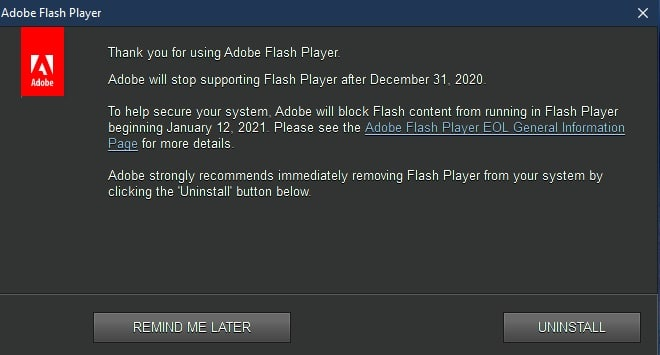 Adobe Flash Player
Adobe
Thank you for using Adobe Flash Player.
Adobe will stop supporting Flash Player after December 31, 2020.
To help secure your system, Adobe will block Flash content from running in Flash Player
beginning January 12, 2021. Please see the Adobe Flash Player EOL General Information
Page for more details.
Adobe strongly recommends immediately removing Flash Player from your system by
clicking the 'Uninstall' button below.
REMIND ME LATER
UNINSTALL